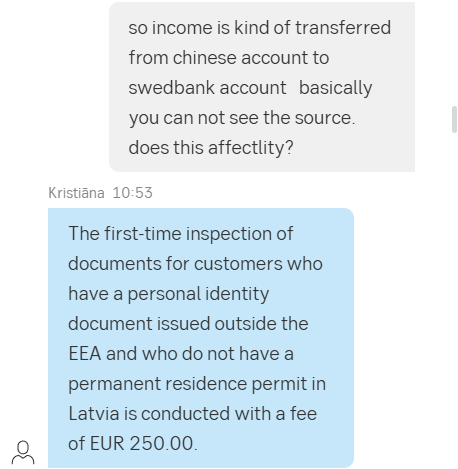 so income is kind of transferred
from chinese account to
swedbank account basically
you can not see the source.
does this affectlity?
Kristiāna 10:53
The first-time inspection of
documents for customers who
have a personal identity
document issued outside the
EEA and who do not have a
permanent residence permit in
Latvia is conducted with a fee
of EUR 250.00.